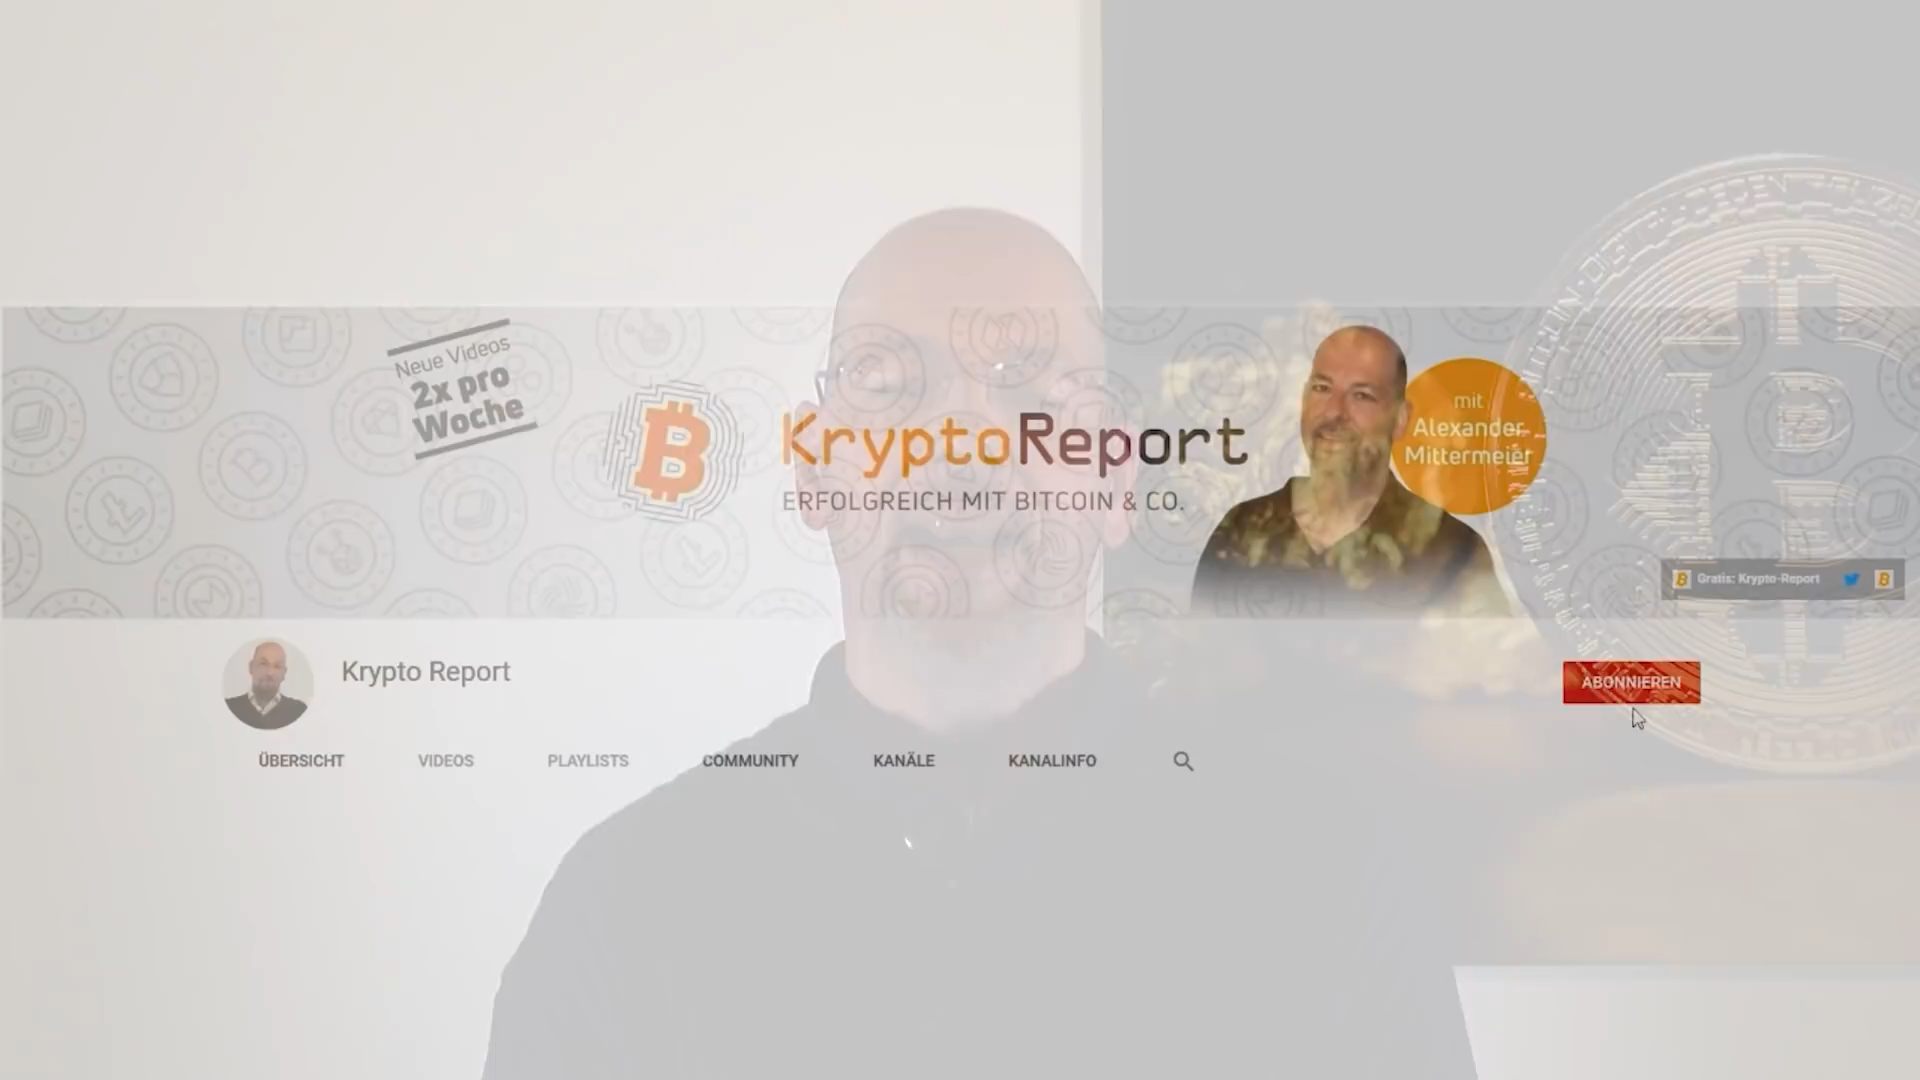 Neue Videos
2x pro
Woche
KryptoReport
ERFOLGREICH MIT BITCOIN & CO.
mit
Alexander
Mittermeier
Gratis: Krypto-Report
Krypto Report
ABONNIEREN
ÜBERSICHT
VIDEOS
PLAYLISTS
COMMUNITY
KANÄLE
KANALINFO